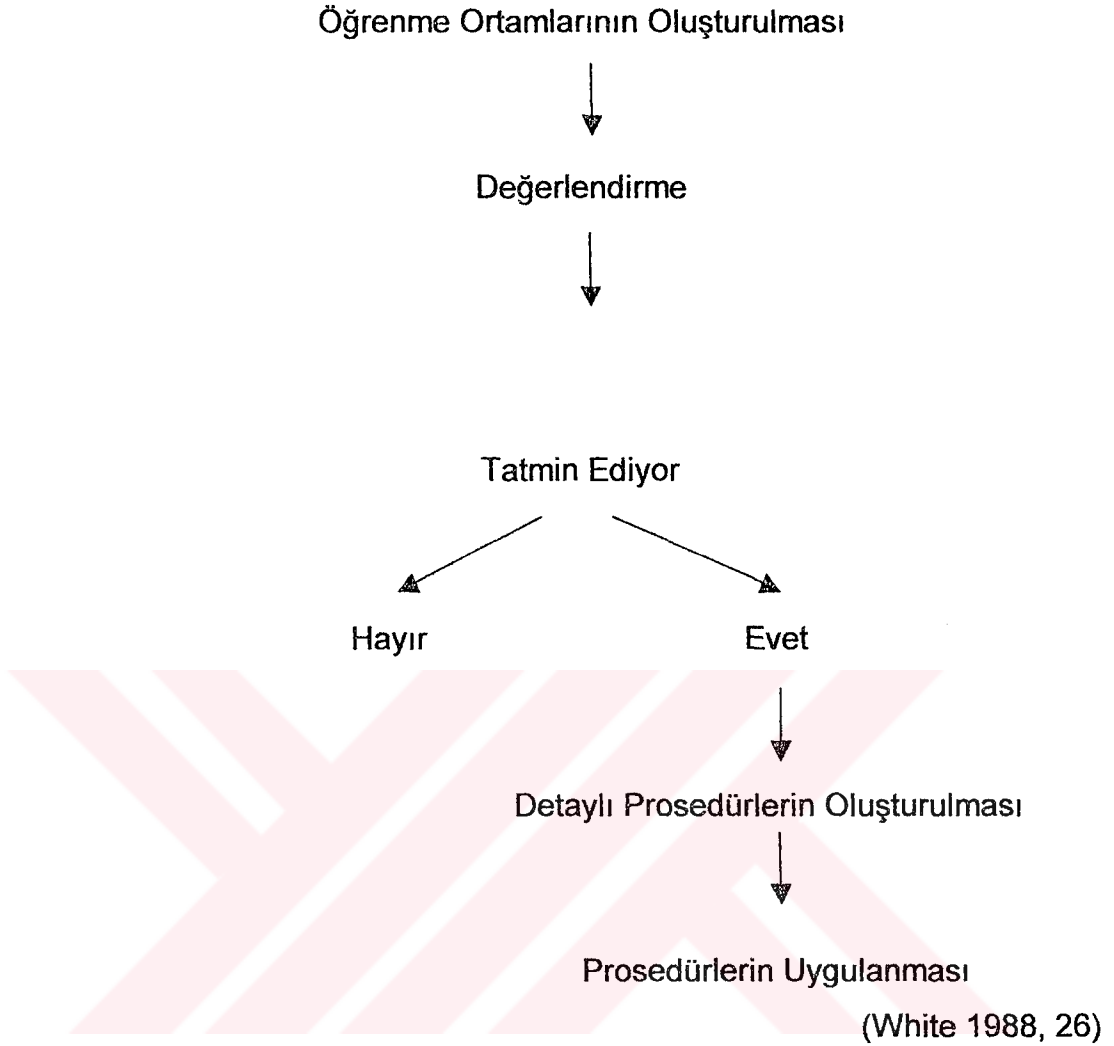 Öğrenme Ortamlarının Oluşturulması
Değerlendirme
Tatmin Ediyor
Hayır Evet
Detaylı Prosedürlerin Oluşturulması
Prosedürlerin Uygulanması
(White 1988, 26)